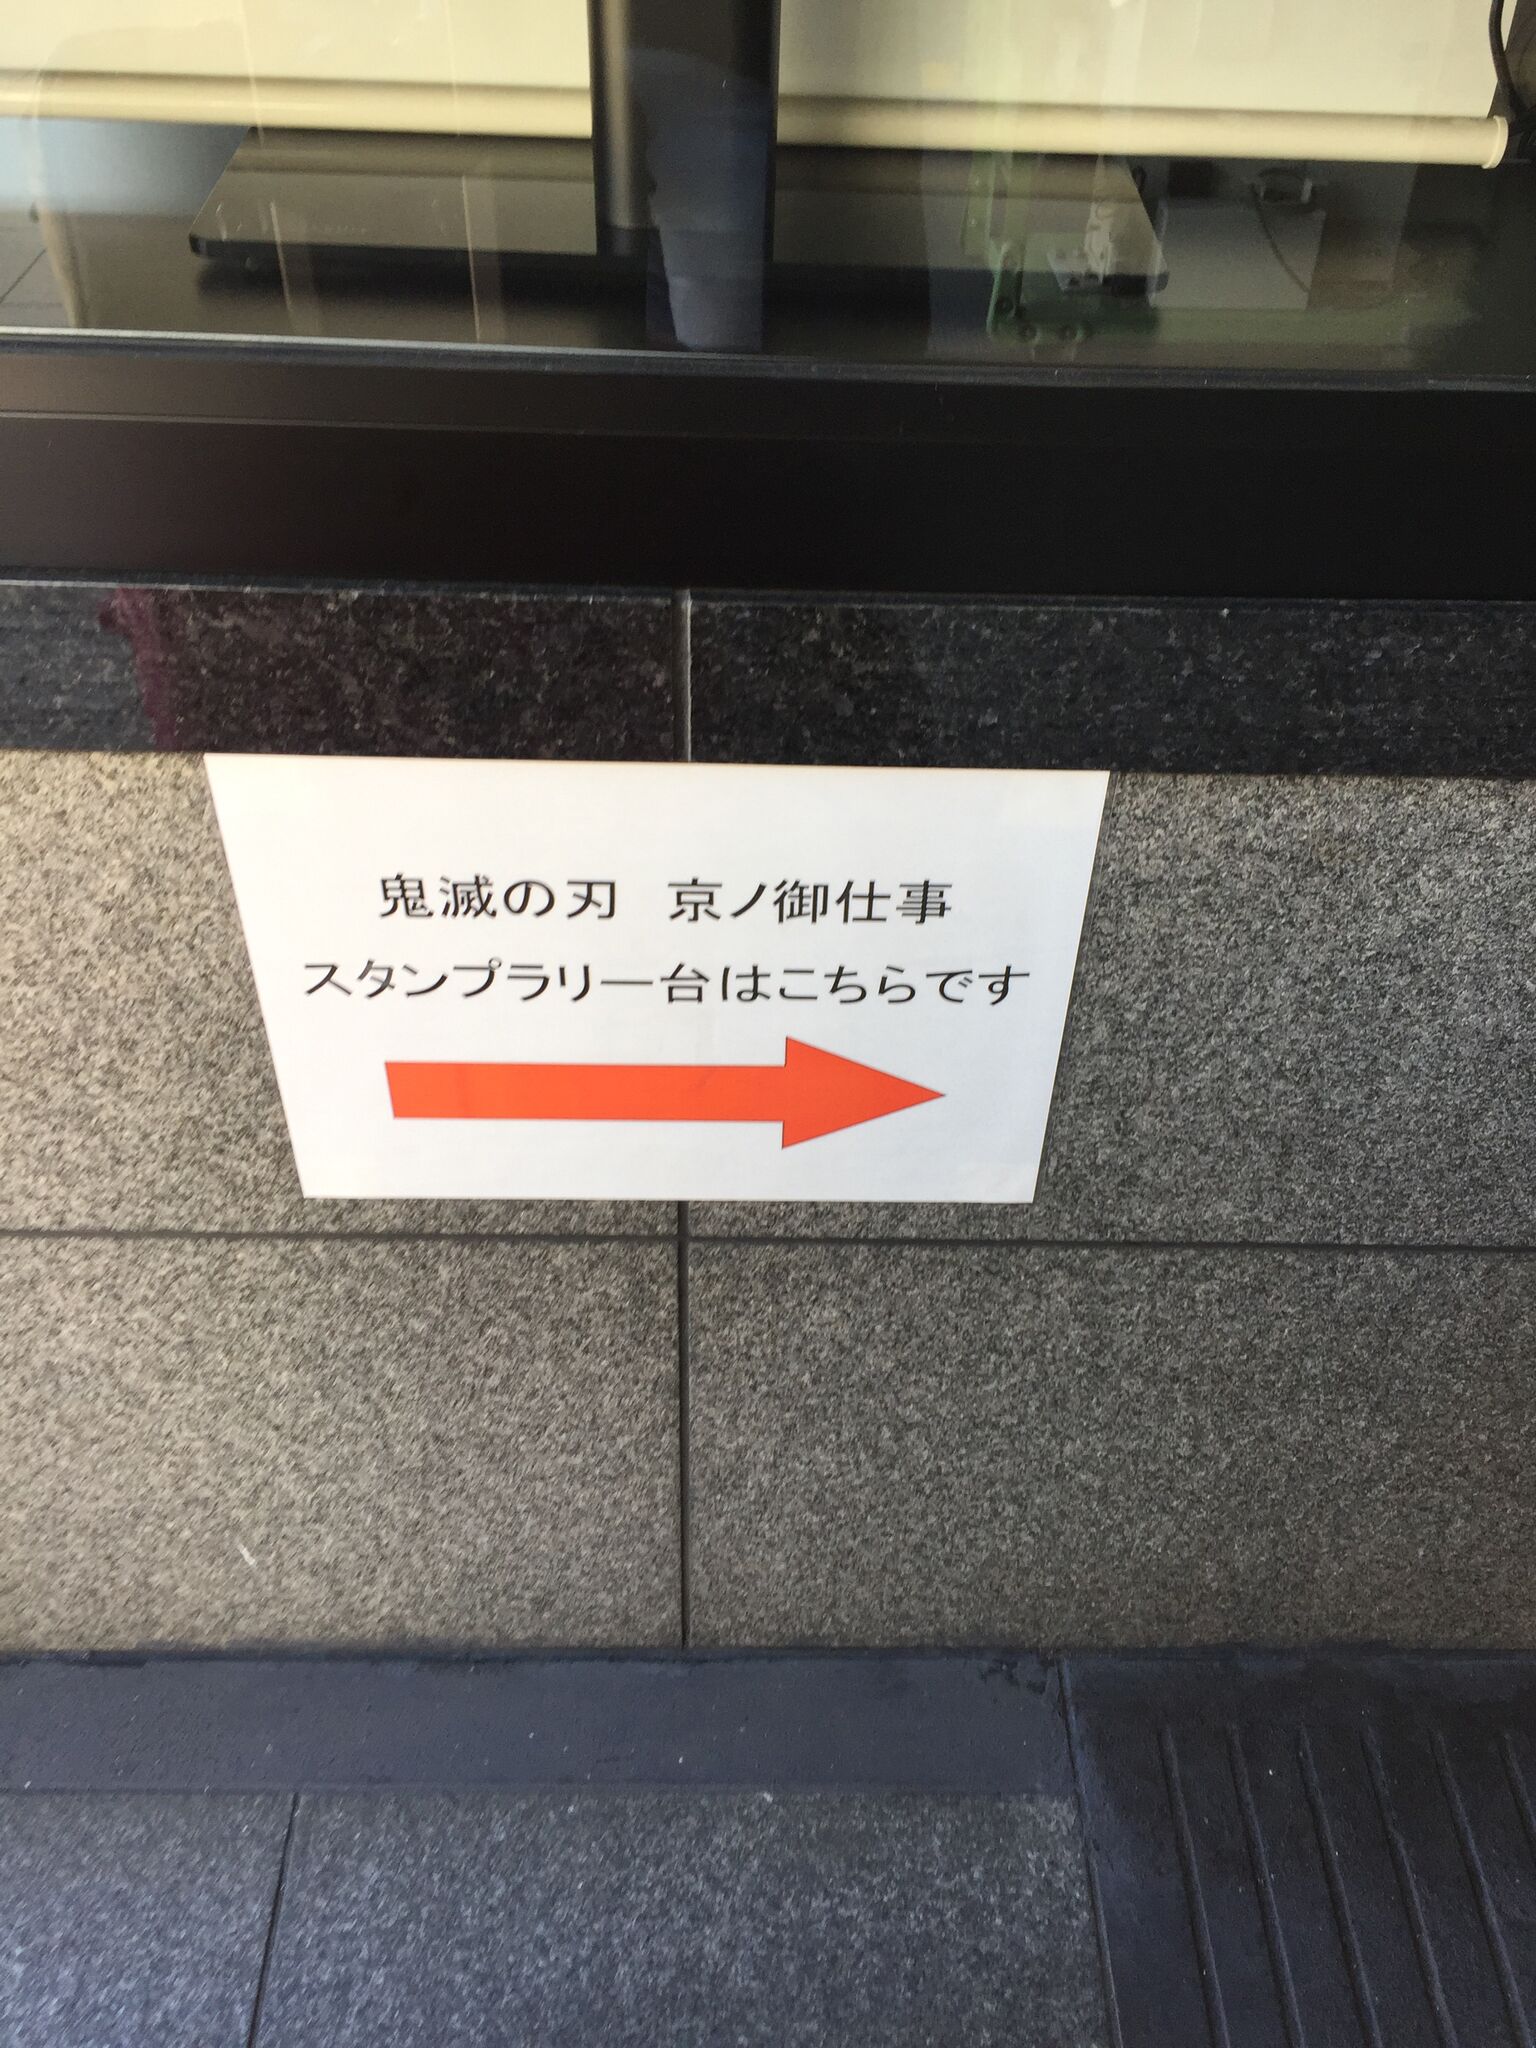 鬼滅の刃　京ノ御仕事
スタンプラリー台はこちらです